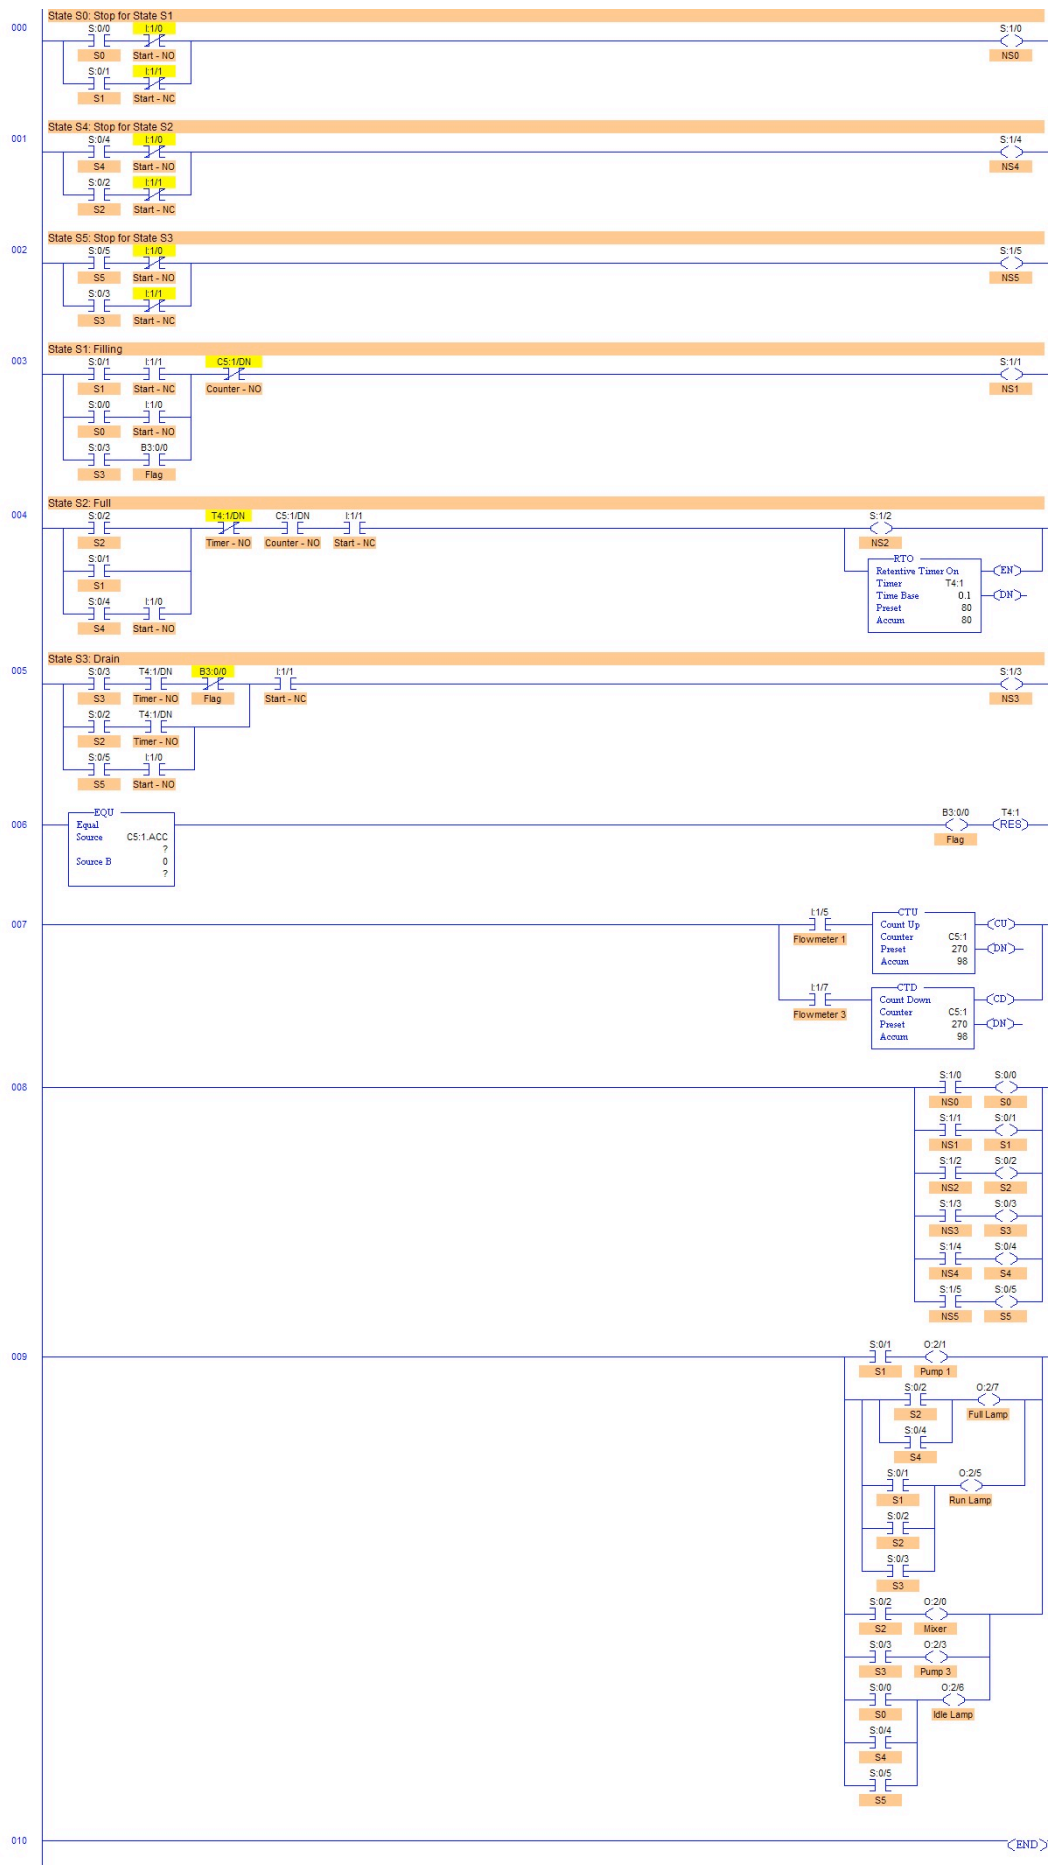 State S0: Stop for State S1
000
S:0/0 I:1/0 S:1/0
S0 Start - NO NS0
S:0/1 I:1/1
S1 Start - NC
State S4: Stop for State S2
001
S:0/4 I:1/0 S:1/4
S4 Start - NO NS4
S:0/2 I:1/1
S2 Start - NC
State S5: Stop for State S3
002
S:0/5 I:1/0 S:1/5
S5 Start - NO NS5
S:0/3 I:1/1
S3 Start - NC
State S1: Filling
003
S:0/1 I:1/1 C5:1/DN S:1/1
S1 Start - NC Counter - NO NS1
S:0/0 I:1/0
S0 Start - NO
S:0/3 B3:0/0
S3 Flag
State S2: Full
004
S:0/2 T4:1/DN C5:1/DN I:1/1 S:1/2
S2 Timer - NO Counter - NO Start - NC NS2
S:0/1
S1
S:0/4 I:1/0
S4 Start - NO
RTO
Retentive Timer On EN
Timer T4:1
Time Base 0.1 DN
Preset 80
Accum 80
State S3: Drain
005
S:0/3 T4:1/DN B3:0/0 I:1/1 S:1/3
S3 Timer - NO Flag Start - NC NS3
S:0/2 T4:1/DN
S2 Timer - NO
S:0/5 I:1/0
S5 Start - NO
006
EQU
Equal
Source C5:1.ACC
?
Source B 0
?
B3:0/0 T4:1
RES
Flag
007
I:1/5
Flowmeter 1
CTU
Count Up CU
Counter C5:1
Preset 270 DN
Accum 98
I:1/7
Flowmeter 3
CTD
Count Down CD
Counter C5:1
Preset 270 DN
Accum 98
008
S:1/0 S:0/0
NS0 S0
S:1/1 S:0/1
NS1 S1
S:1/2 S:0/2
NS2 S2
S:1/3 S:0/3
NS3 S3
S:1/4 S:0/4
NS4 S4
S:1/5 S:0/5
NS5 S5
009
S:0/1 O:2/1
S1 Pump 1
S:0/2 O:2/7
S2 Full Lamp
S:0/4
S4
S:0/1 O:2/5
S1 Run Lamp
S:0/2
S2
S:0/3
S3
S:0/2 O:2/0
S2 Mixer
S:0/3 O:2/3
S3 Pump 3
S:0/0 O:2/6
S0 Idle Lamp
S:0/4
S4
S:0/5
S5
010
END